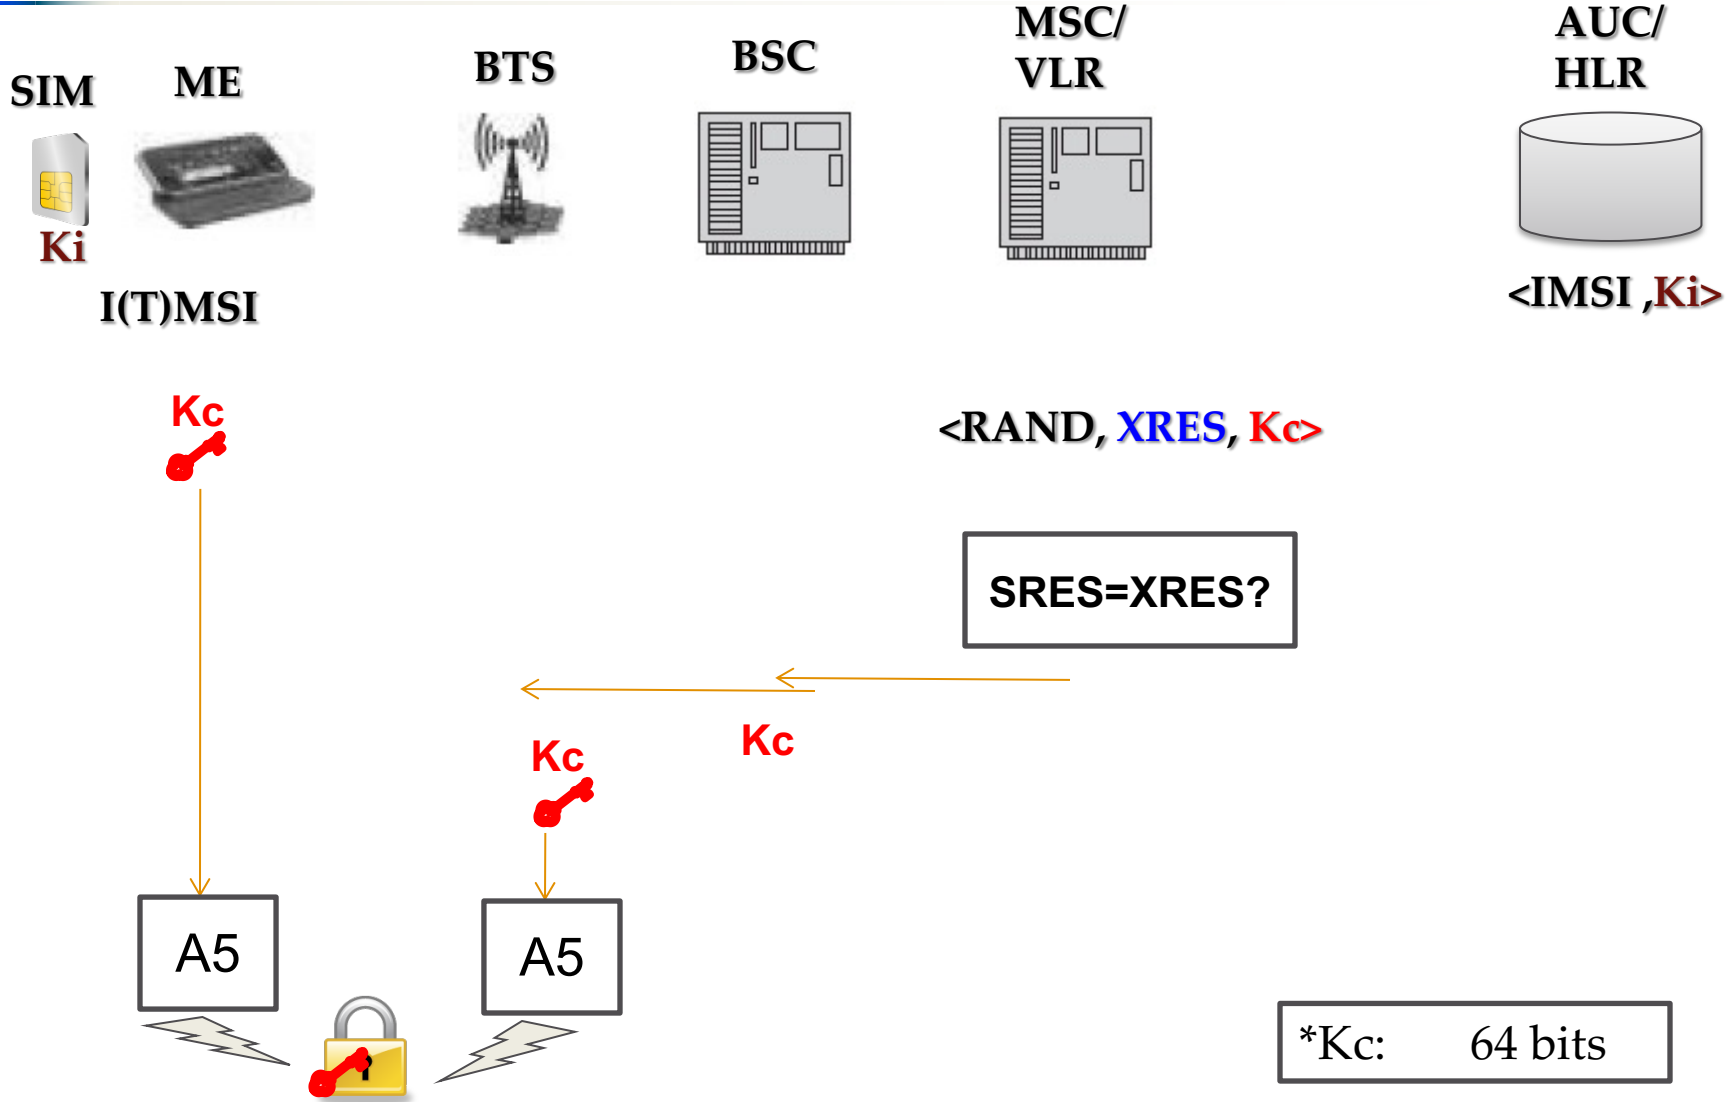 SIM
ME
BTS
BSC
MSC/
VLR
AUC/
HLR
Ki
I(T)MSI
<IMSI ,Ki>
Kc
<RAND, XRES, Kc>
SRES=XRES?
Kc
Kc
A5
A5
*Kc: 64 bits